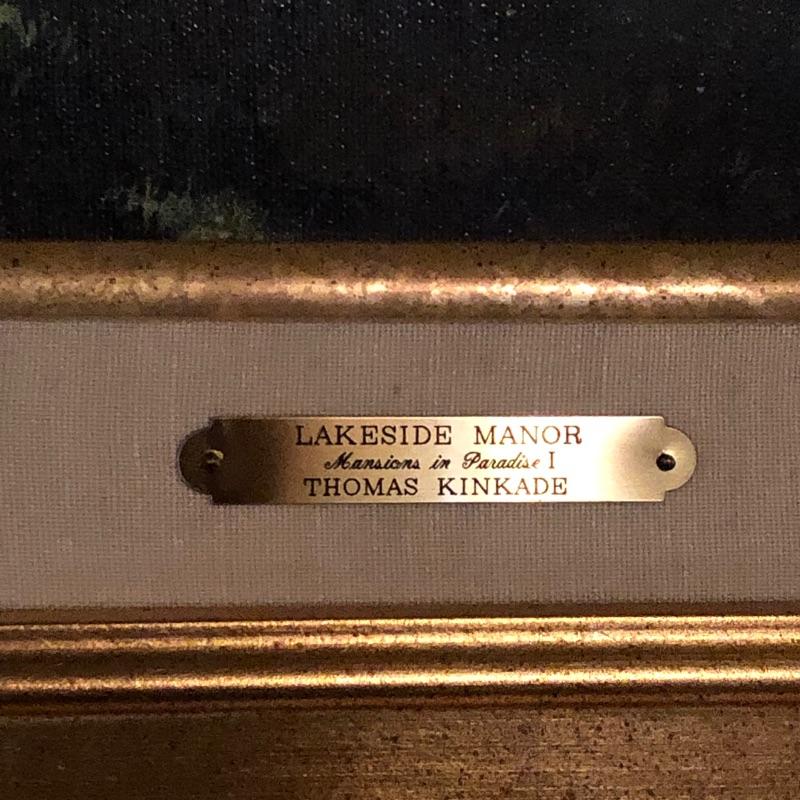 LAKESIDE MANOR
Mansions in Paradise I
THOMAS KINKADE